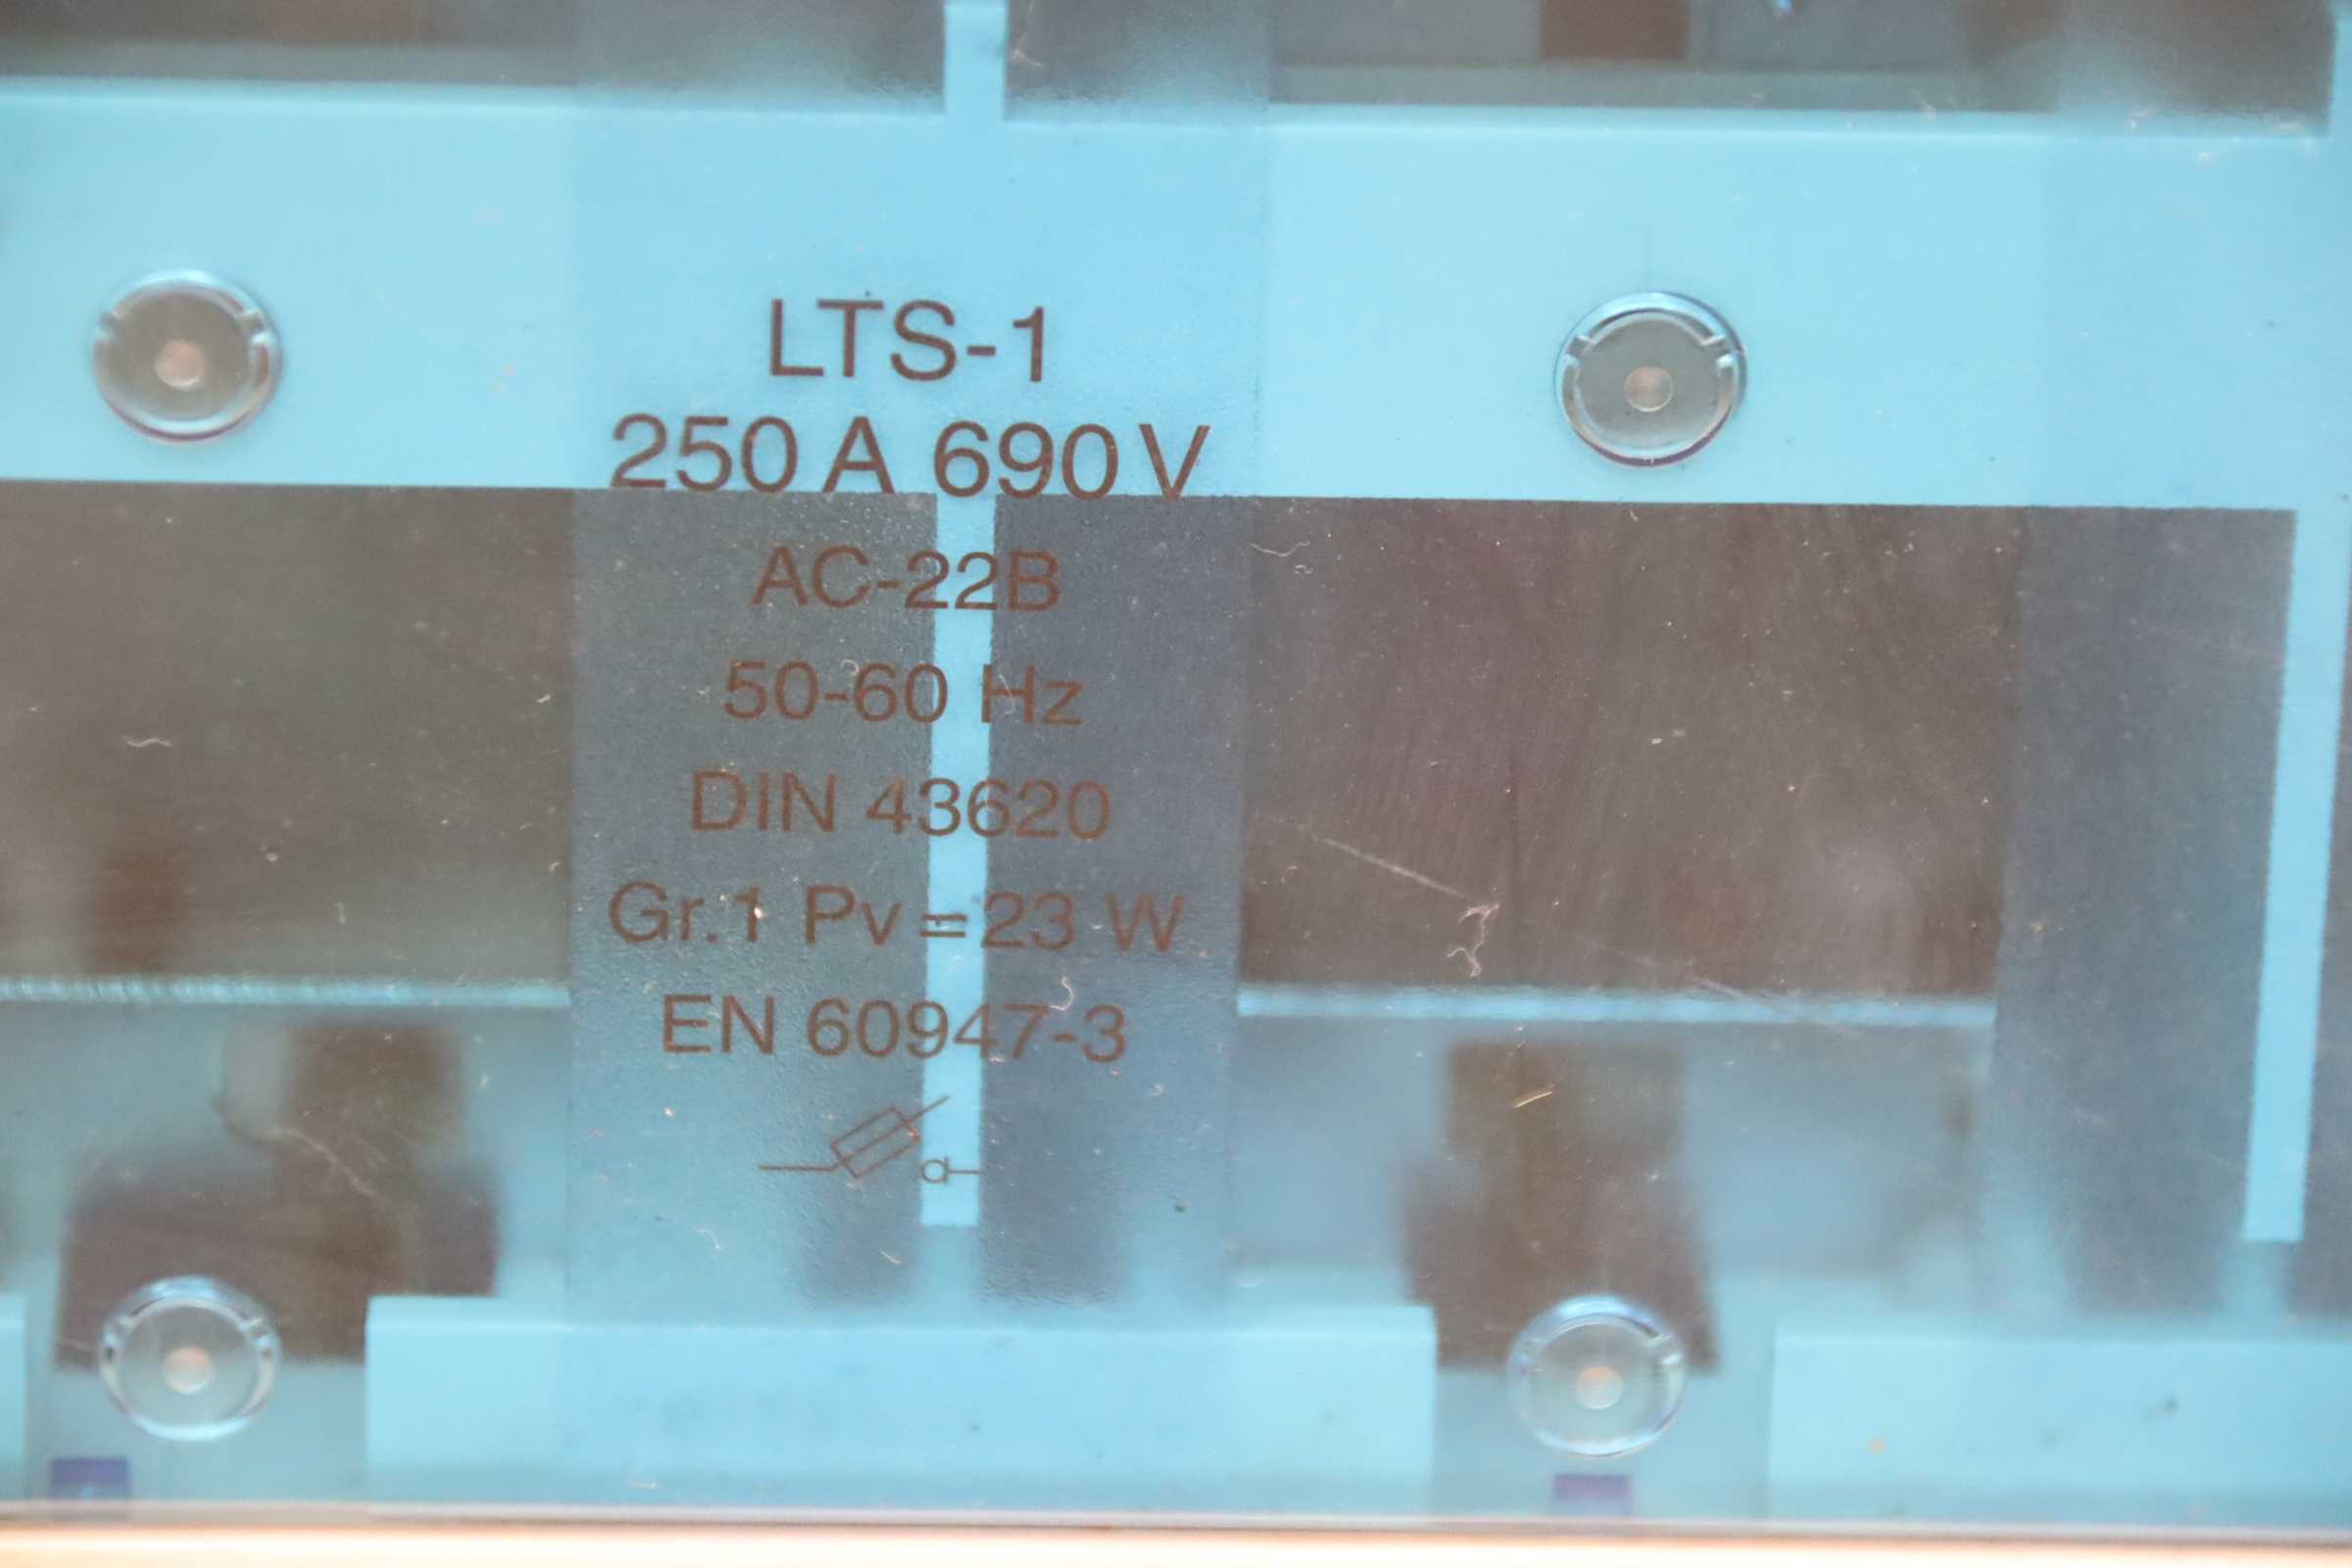 LTS-1
250 A 690 V
AC-22B
50-60 Hz
DIN 43620
Gr.1 Pv = 23 W
EN 60947-3